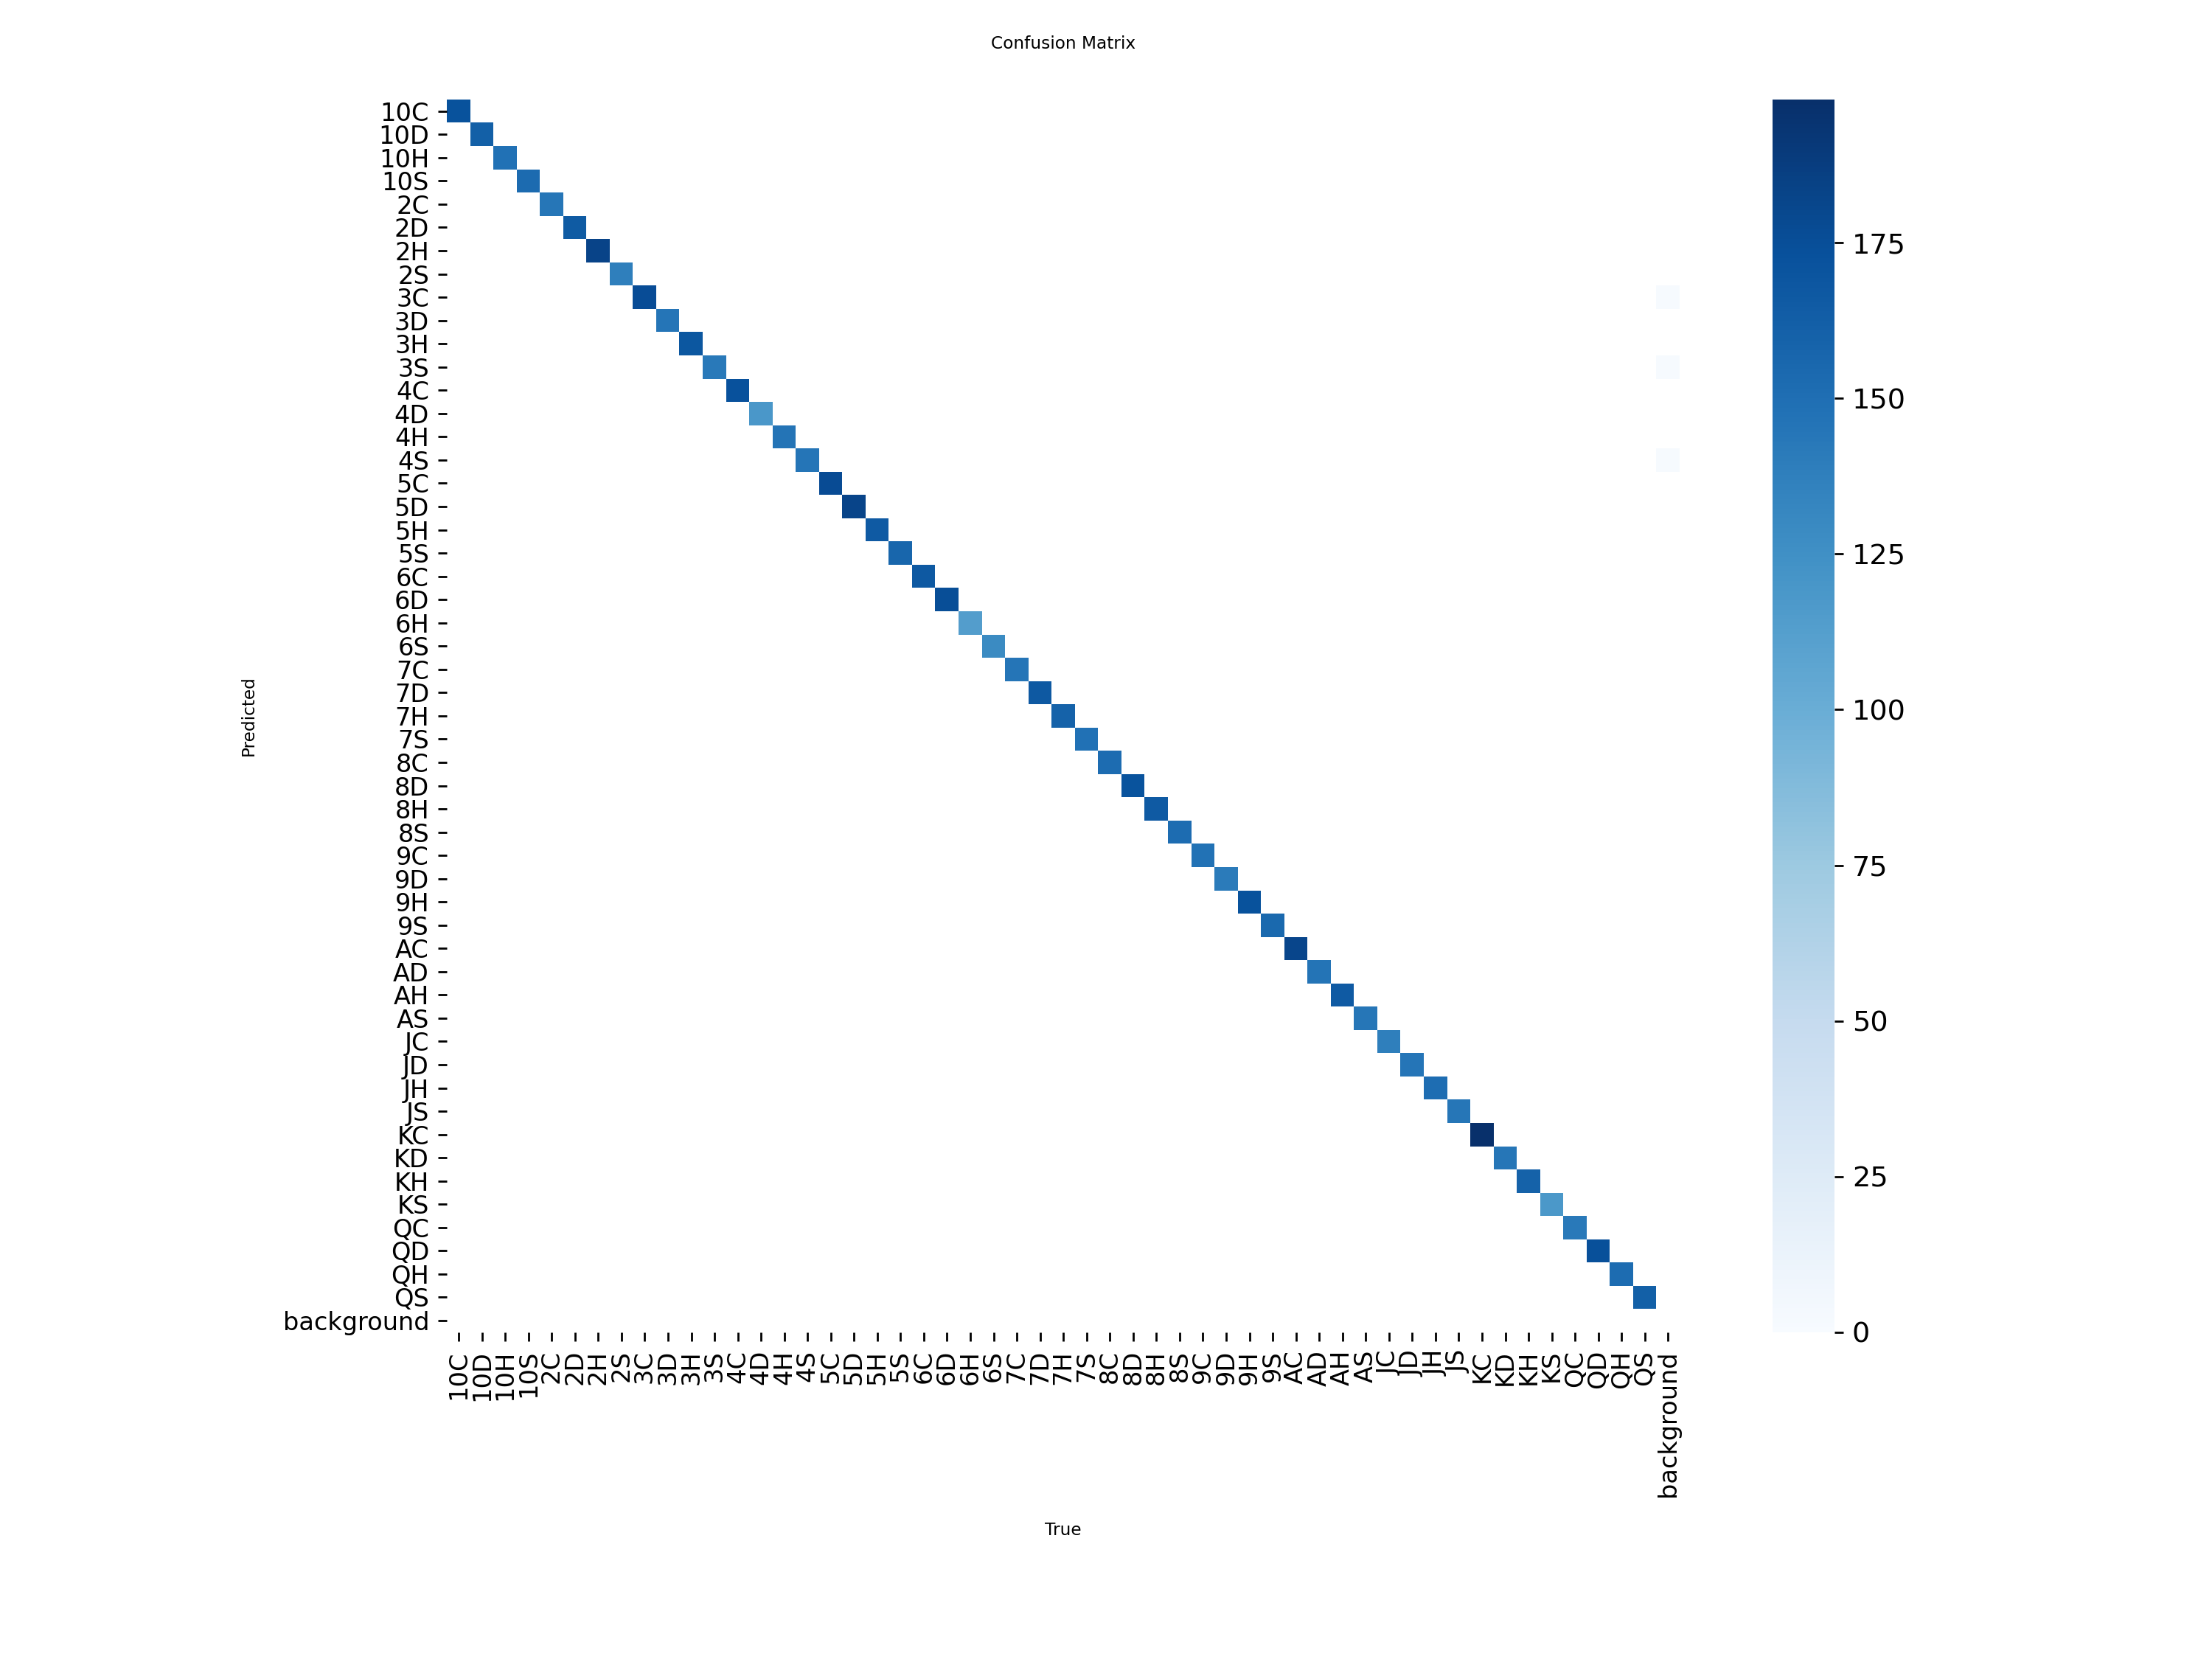 Confusion Matrix
10C
10D
10H
10S
2C
2D
2H
2S
3C
3D
3H
3S
4C
4D
4H
4S
5C
5D
5H
5S
6C
6D
6H
6S
7C
7D
7H
7S
8C
8D
8H
8S
9C
9D
9H
9S
AC
AD
AH
AS
JC
JD
JH
JS
KC
KD
KH
KS
QC
QD
QH
QS
background
Predicted
10C
10D
10H
10S
2C
2D
2H
2S
3C
3D
3H
3S
4C
4D
4H
4S
5C
5D
5H
5S
6C
6D
6H
6S
7C
7D
7H
7S
8C
8D
8H
8S
9C
9D
9H
9S
AC
AD
AH
AS
JC
JD
JH
JS
KC
KD
KH
KS
QC
QD
QH
QS
background
True
175
150
125
100
75
50
25
0